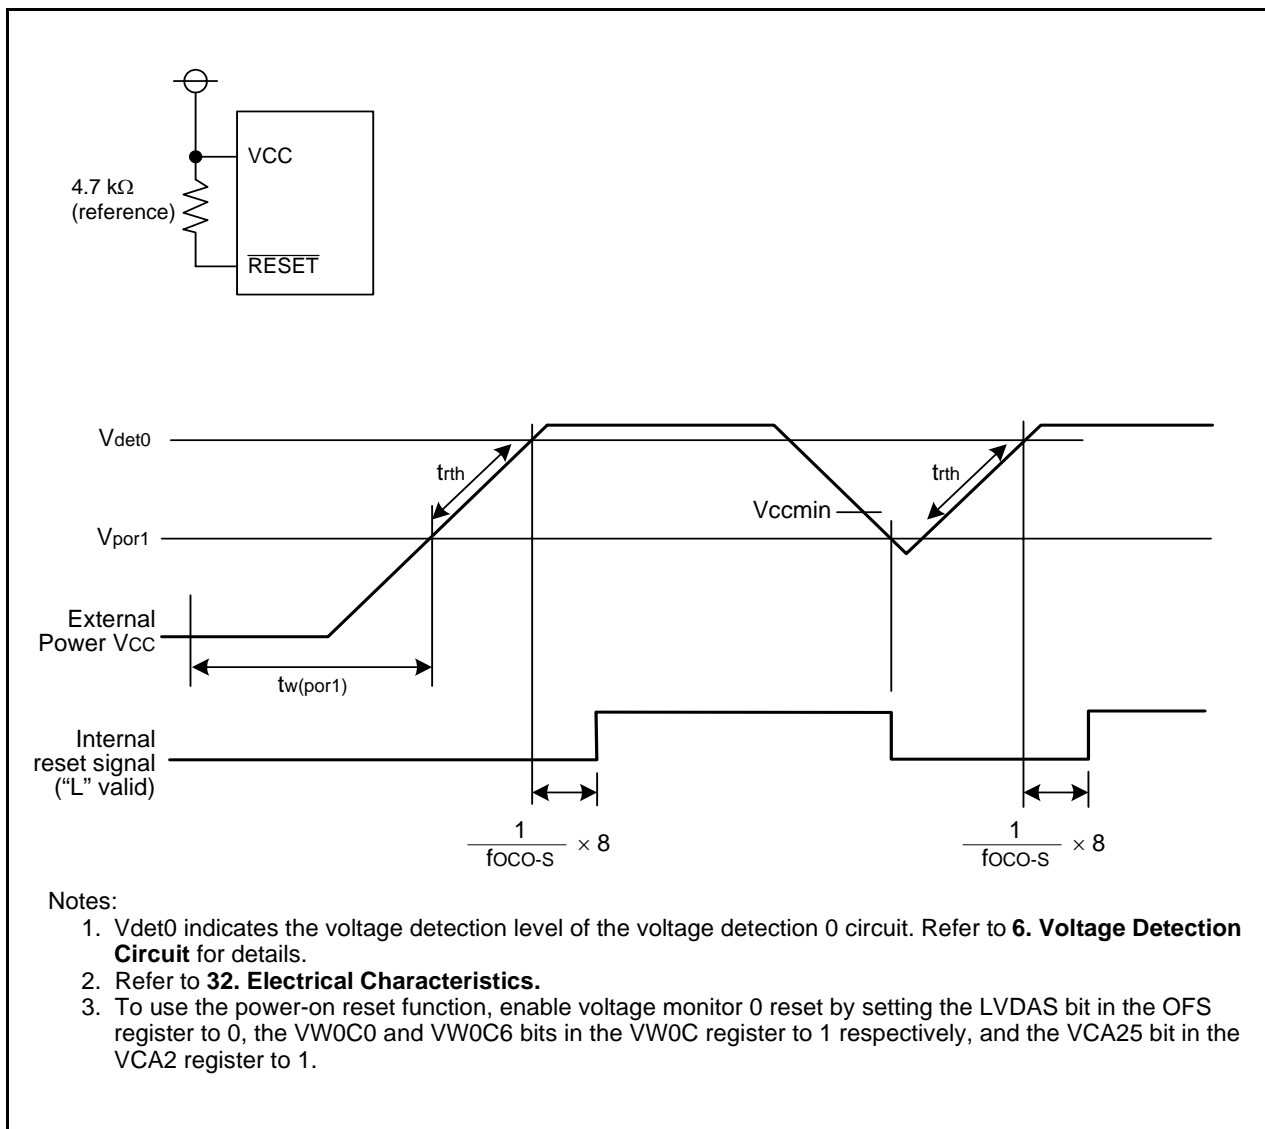 VCC
4.7 kΩ
(reference)
RESET
Vdet0
trth
trth
Vccmin
Vpor1
External
Power VCC
tw(por1)
Internal
reset signal
(“L” valid)
1
fOCO-S
× 8
1
fOCO-S
× 8
Notes:
1. Vdet0 indicates the voltage detection level of the voltage detection 0 circuit. Refer to 6. Voltage Detection
Circuit for details.
2. Refer to 32. Electrical Characteristics.
3. To use the power-on reset function, enable voltage monitor 0 reset by setting the LVDAS bit in the OFS
register to 0, the VW0C0 and VW0C6 bits in the VW0C register to 1 respectively, and the VCA25 bit in the
VCA2 register to 1.